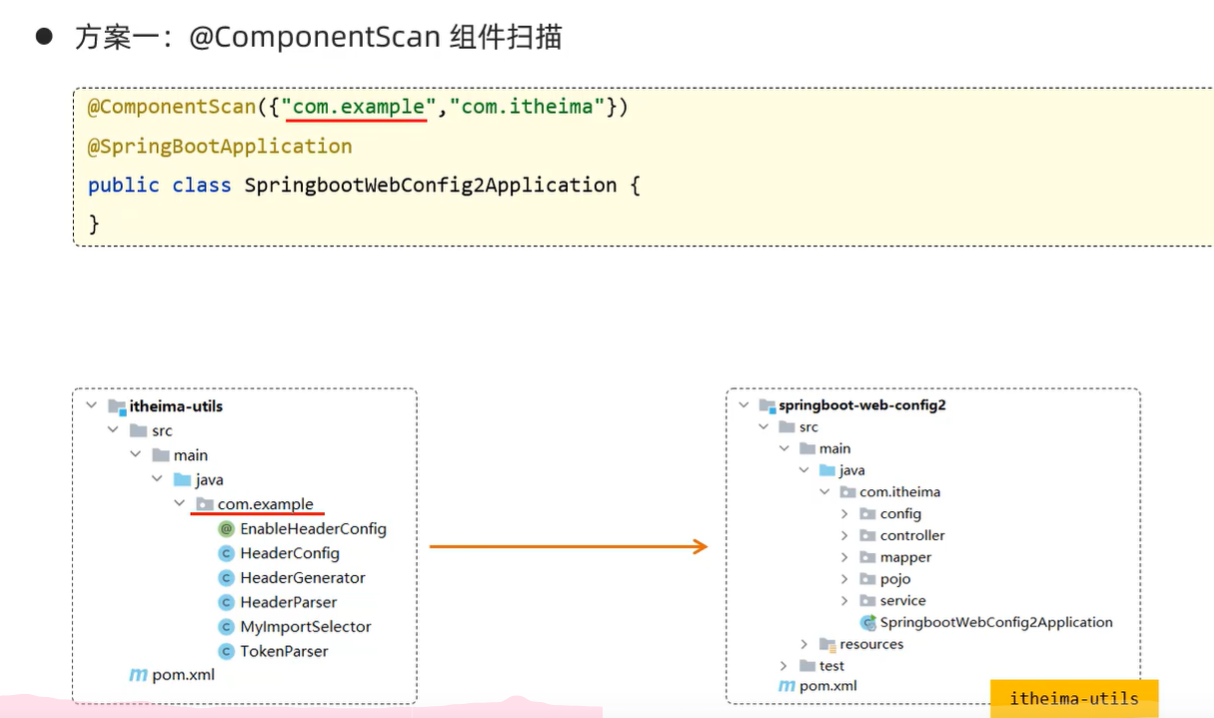 ● 方案一：@ComponentScan 组件扫描
@ComponentScan({"com.example","com.itheima"})
@SpringBootApplication
public class SpringbootWebConfig2Application {
}
itheima-utils
src
main
java
com.example
@ EnableHeaderConfig
C HeaderConfig
C HeaderGenerator
C HeaderParser
C MyImportSelector
C TokenParser
m pom.xml
springboot-web-config2
src
main
java
com.itheima
config
controller
mapper
pojo
service
C SpringbootWebConfig2Application
resources
test
m pom.xml
itheima-utils